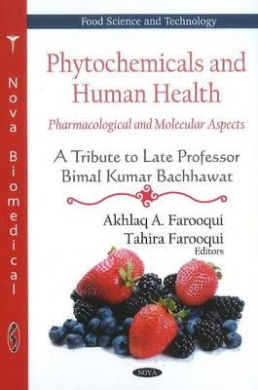 Food Science and Technology
Nova Biomedical
Phytochemicals and
Human Health
Pharmacological and Molecular Aspects
A Tribute to Late Professor
Bimal Kumar Bachhawat
Akhlaq A. Farooqui
Tahira Farooqui
Editors
NOVA